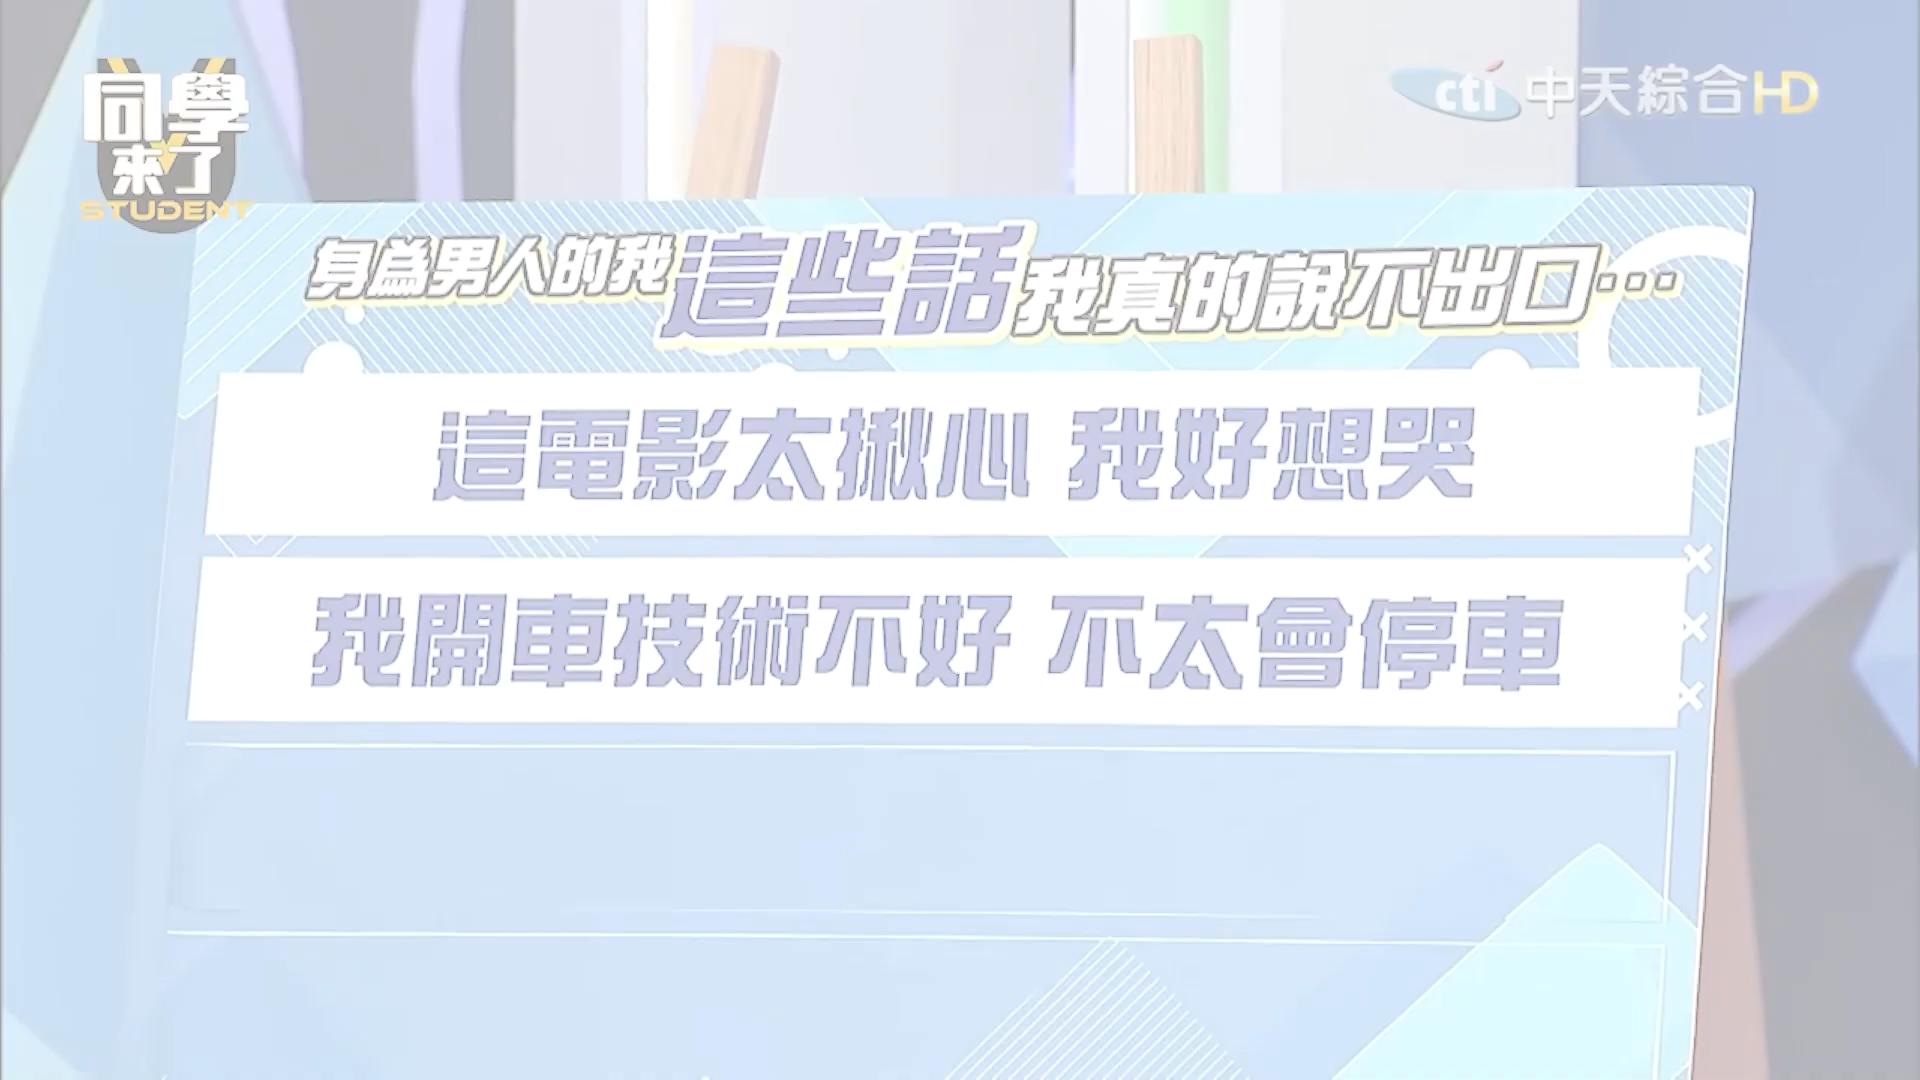 同學
來了
STUDENT
cti 中天綜合HD
身為男人的我這些話我真的說不出口…
這電影太揪心 我好想哭
我開車技術不好 不太會停車